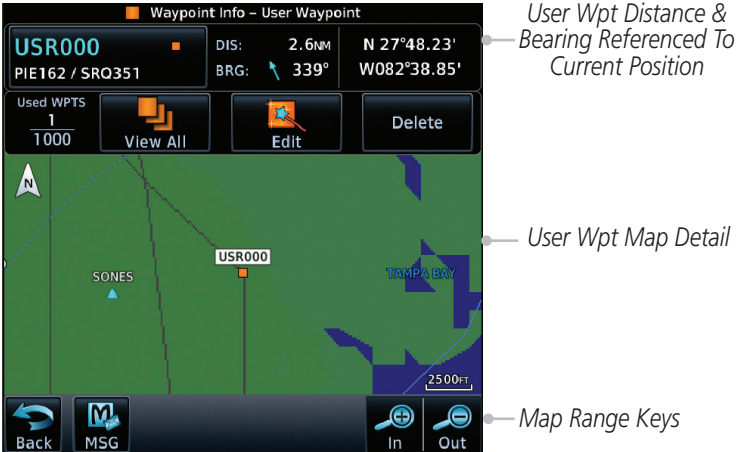 Waypoint Info – User Waypoint
USR000
PIE162 / SRQ351
DIS: 2.6NM
BRG: 339°
N 27°48.23'
W082°38.85'
User Wpt Distance &
Bearing Referenced To
Current Position
Used WPTS
1
1000
View All
Edit
Delete
N
USR000
SONES
TAMPA BAY
User Wpt Map Detail
2500FT
Back
MSG
In
Out
Map Range Keys